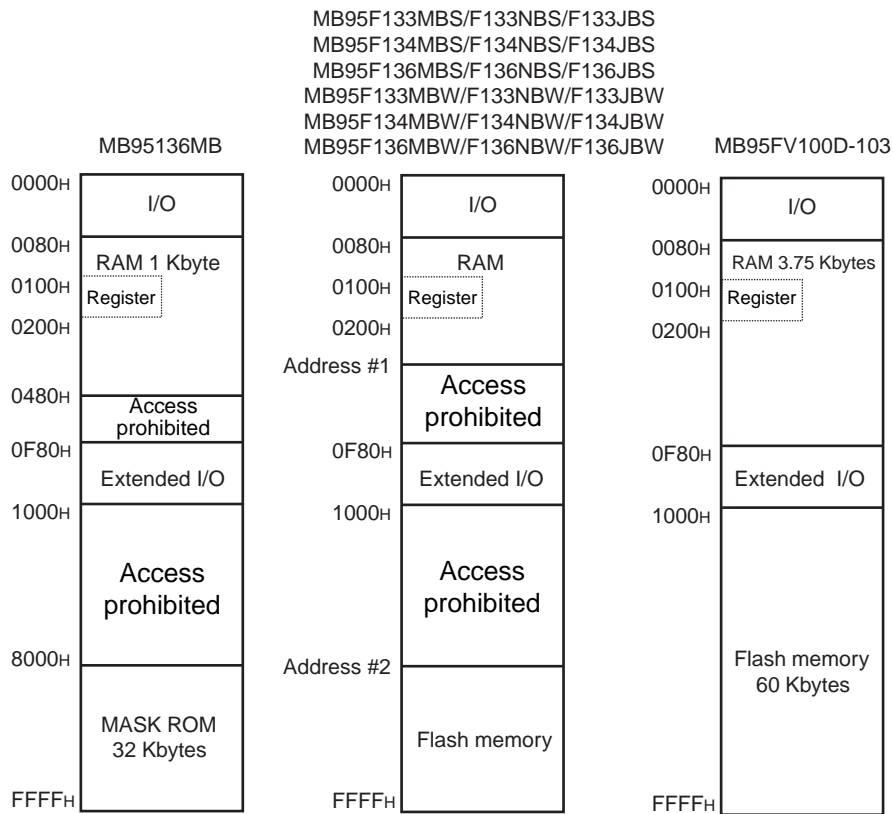 MB95F133MBS/F133NBS/F133JBS
MB95F134MBS/F134NBS/F134JBS
MB95F136MBS/F136NBS/F136JBS
MB95F133MBW/F133NBW/F133JBW
MB95F134MBW/F134NBW/F134JBW
MB95F136MBW/F136NBW/F136JBW
MB95136MB
0000H
I/O
0080H
RAM 1 Kbyte
0100H
Register
0200H
0480H
Access
prohibited
0F80H
Extended I/O
1000H
Access
prohibited
8000H
MASK ROM
32 Kbytes
FFFFH
0000H
I/O
0080H
RAM
0100H
Register
0200H
Address #1
Access
prohibited
0F80H
Extended I/O
1000H
Access
prohibited
Address #2
Flash memory
FFFFH
MB95FV100D-103
0000H
I/O
0080H
RAM 3.75 Kbytes
0100H
Register
0200H
0F80H
Extended I/O
1000H
Flash memory
60 Kbytes
FFFFH